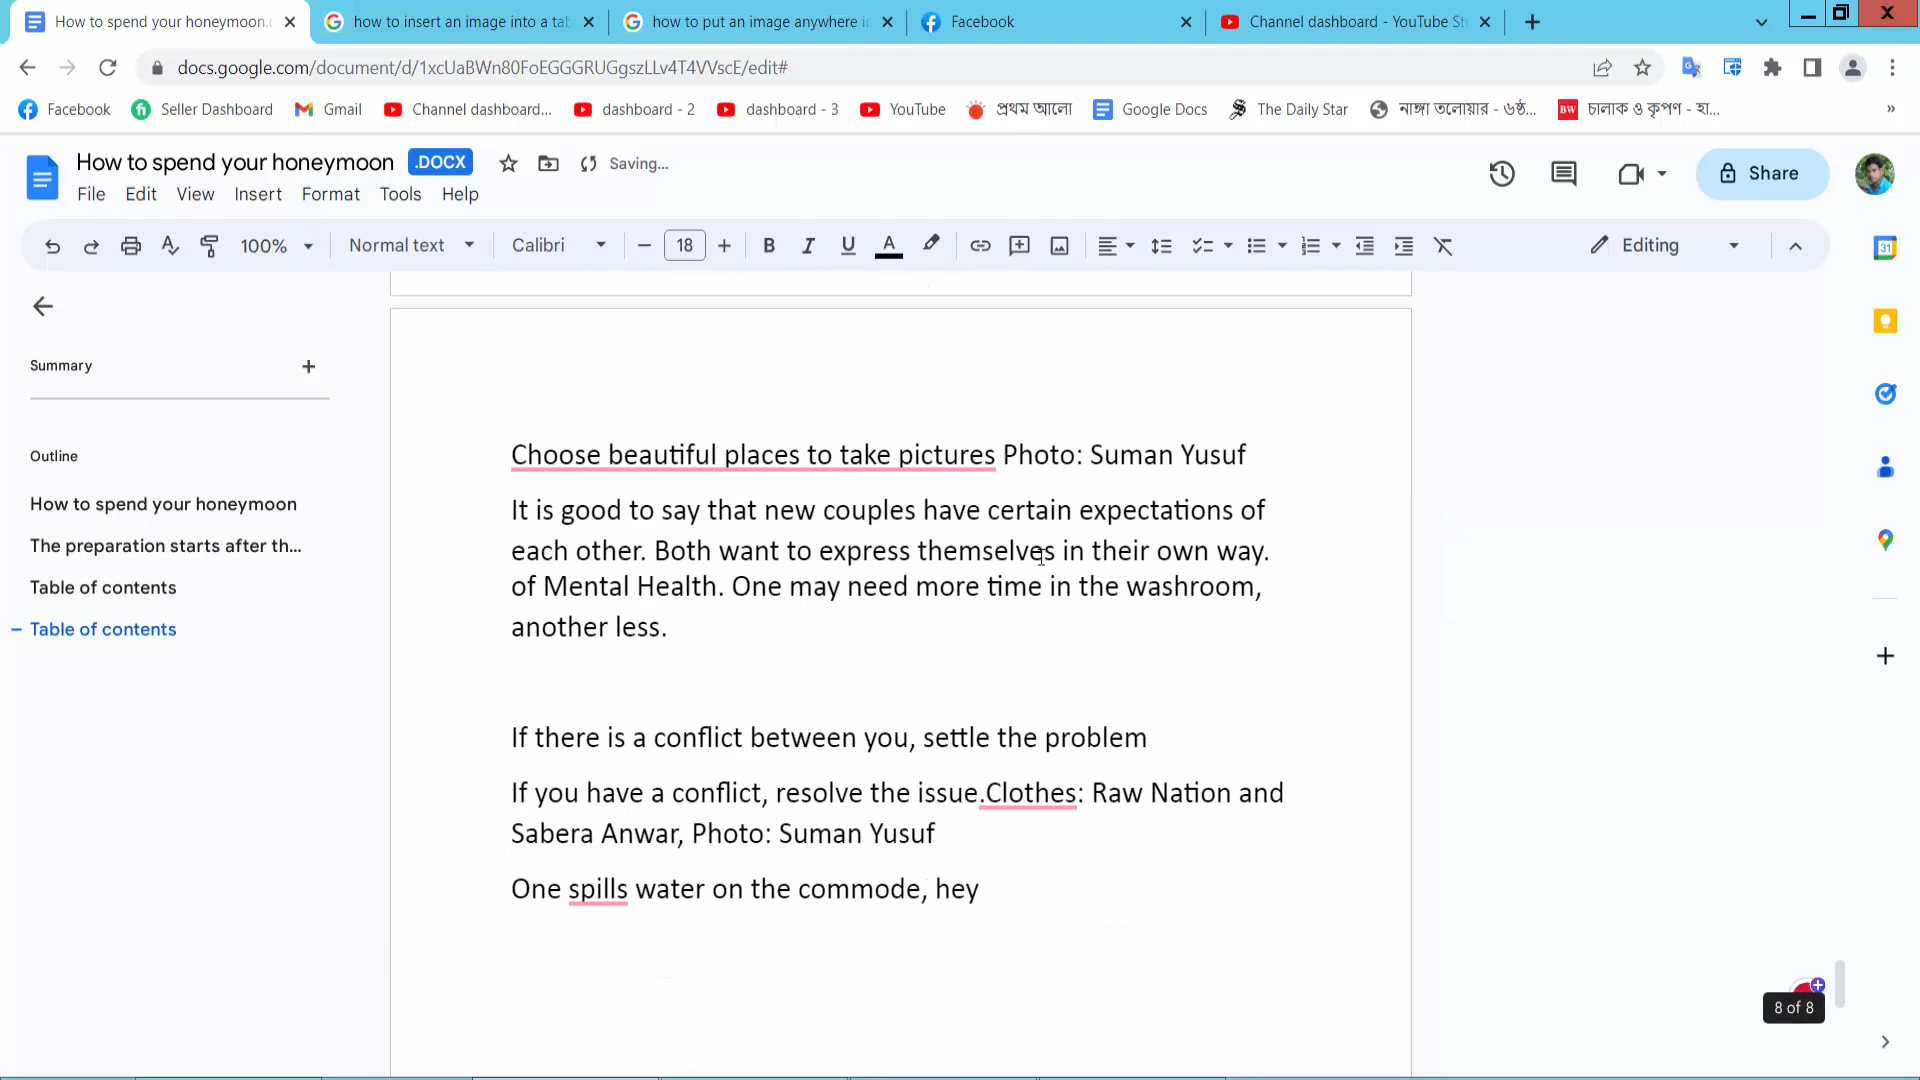 How to spend your honeymoon.
how to insert an image into a tab
how to put an image anywhere in
Facebook
Channel dashboard - YouTube St
docs.google.com/document/d/1xcUaBWn80FoEGGGRUGgszLLv4T4VVscE/edit#
Facebook
Seller Dashboard
Gmail
Channel dashboard...
dashboard - 2
dashboard - 3
YouTube
প্রথম আলো
Google Docs
The Daily Star
নাঙ্গা তলোয়ার - ৬ষ্ঠ...
BW
চালাক ও কৃপণ - হা...
»
How to spend your honeymoon
.DOCX
Saving...
File Edit View Insert Format Tools Help
Share
100%
Normal text
Calibri
18
B I U A
Editing
31
Summary
Outline
How to spend your honeymoon
The preparation starts after th...
Table of contents
Table of contents
Choose beautiful places to take pictures Photo: Suman Yusuf
It is good to say that new couples have certain expectations of
each other. Both want to express themselves in their own way.
of Mental Health. One may need more time in the washroom,
another less.
If there is a conflict between you, settle the problem
If you have a conflict, resolve the issue.Clothes: Raw Nation and
Sabera Anwar, Photo: Suman Yusuf
One spills water on the commode, hey
8 of 8